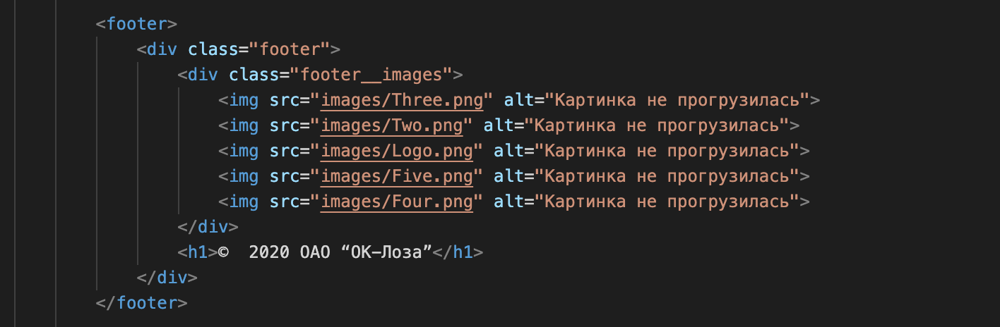 <footer>
<div class="footer">
<div class="footer__images">
<img src="images/Three.png" alt="Картинка не прогрузилась">
<img src="images/Two.png" alt="Картинка не прогрузилась">
<img src="images/Logo.png" alt="Картинка не прогрузилась">
<img src="images/Five.png" alt="Картинка не прогрузилась">
<img src="images/Four.png" alt="Картинка не прогрузилась">
</div>
<h1>©  2020 ОАО “ОК-Лоза”</h1>
</div>
</footer>